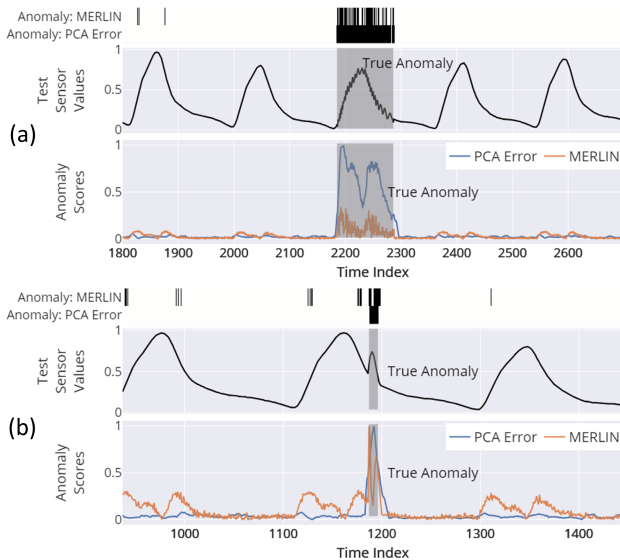 Anomaly: MERLIN
Anomaly: PCA Error
1
0.5
0
Test
Sensor
Values
True Anomaly
(a)
1
0.5
0
Anomaly
Scores
PCA Error
MERLIN
True Anomaly
1800 1900 2000 2100 2200 2300 2400 2500 2600
Time Index
Anomaly: MERLIN
Anomaly: PCA Error
1
0.5
0
Test
Sensor
Values
True Anomaly
(b)
1
0.5
0
Anomaly
Scores
PCA Error
MERLIN
True Anomaly
1000 1100 1200 1300 1400
Time Index